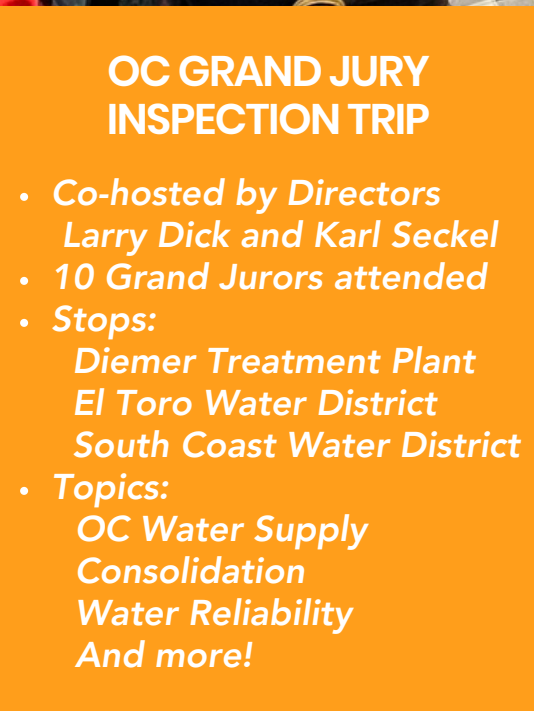 OC GRAND JURY
INSPECTION TRIP
• Co-hosted by Directors
Larry Dick and Karl Seckel
• 10 Grand Jurors attended
• Stops:
Diemer Treatment Plant
El Toro Water District
South Coast Water District
• Topics:
OC Water Supply
Consolidation
Water Reliability
And more!